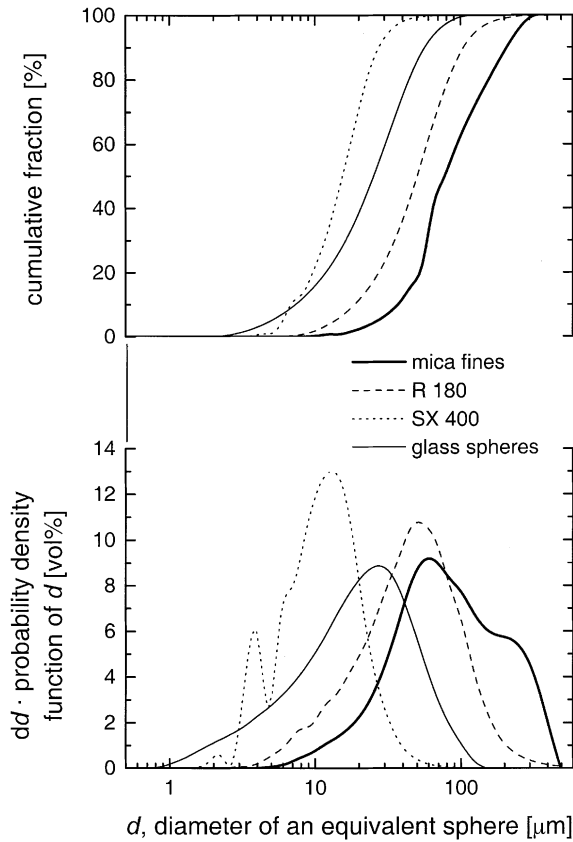 cumulative fraction [%]
100
80
60
40
20
0
mica fines
R 180
SX 400
glass spheres
dd · probability density
function of d [vol%]
14
12
10
8
6
4
2
0
1 10 100
d, diameter of an equivalent sphere [μm]